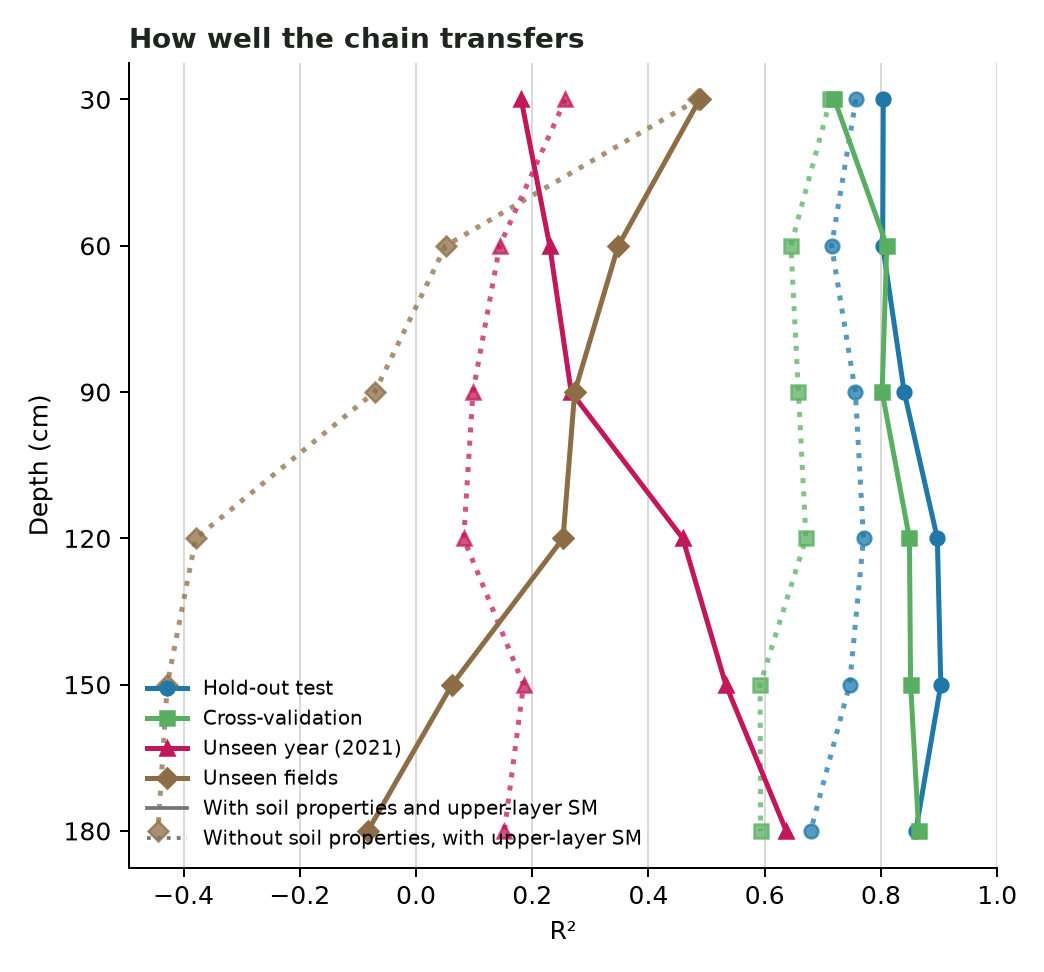 How well the chain transfers
30
60
90
120
150
180
Depth (cm)
Hold-out test
Cross-validation
Unseen year (2021)
Unseen fields
With soil properties and upper-layer SM
Without soil properties, with upper-layer SM
−0.4 −0.2 0.0 0.2 0.4 0.6 0.8 1.0
R²